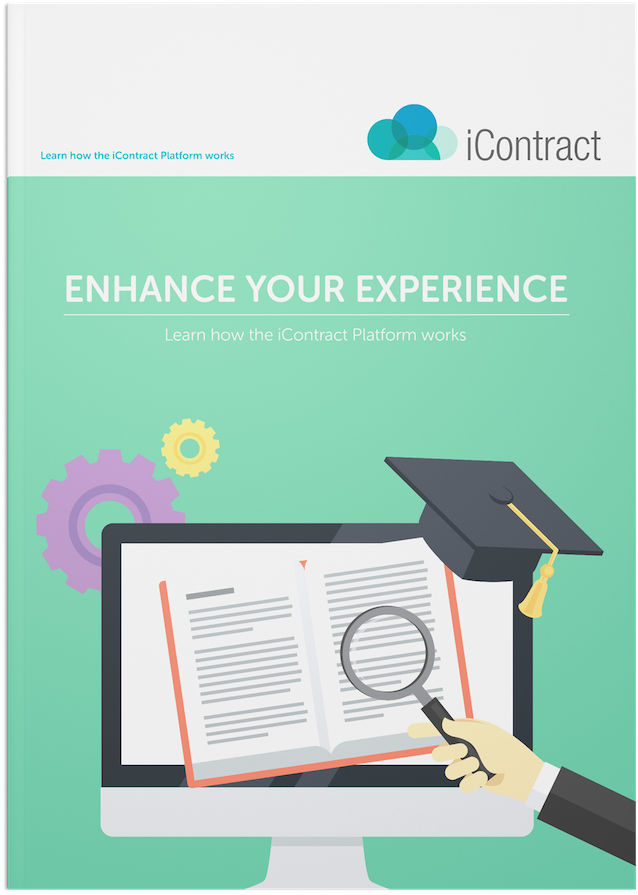 Learn how the iContract Platform works
iContract
ENHANCE YOUR EXPERIENCE
Learn how the iContract Platform works